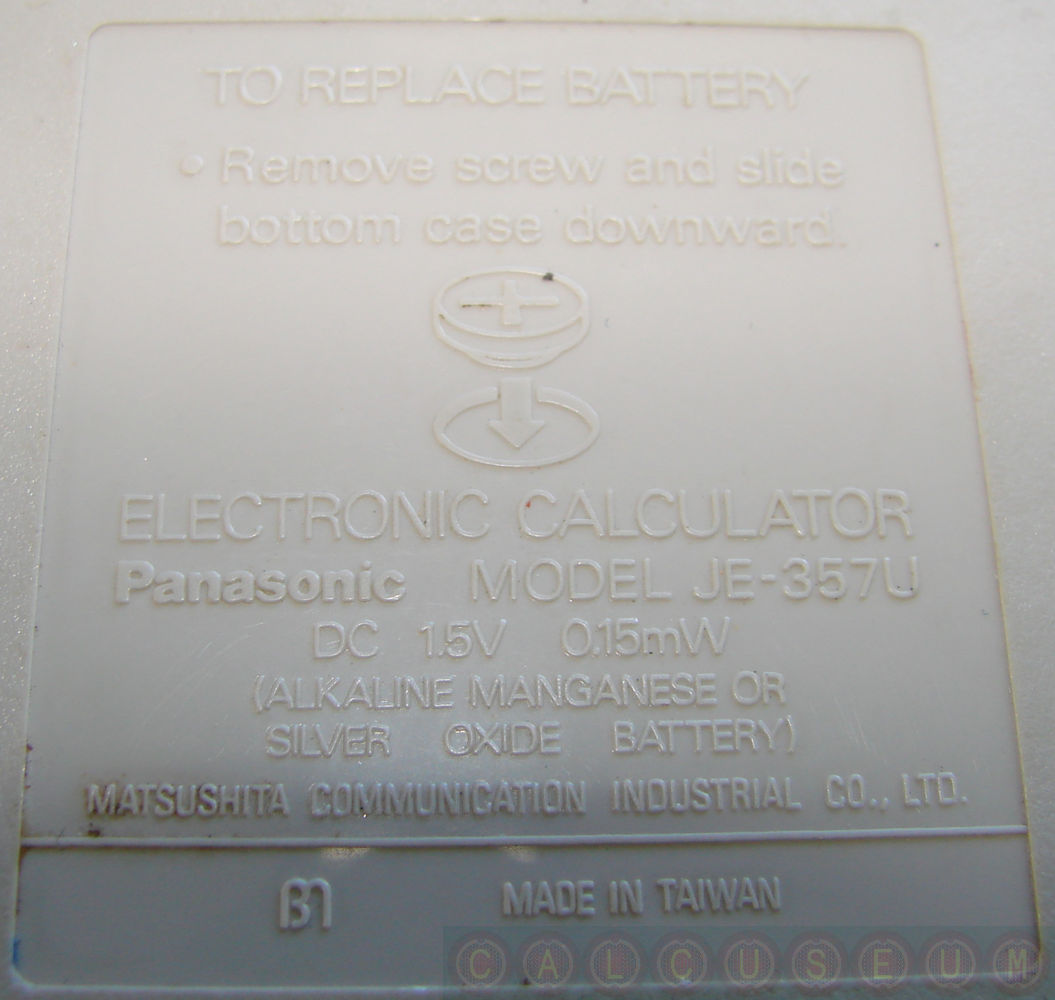 TO REPLACE BATTERY
• Remove screw and slide
bottom case downward.
+
ELECTRONIC CALCULATOR
Panasonic MODEL JE-357U
DC 1.5V 0.15mW
(ALKALINE MANGANESE OR
SILVER OXIDE BATTERY)
MATSUSHITA COMMUNICATION INDUSTRIAL CO., LTD.
MADE IN TAIWAN
CALCUSEUM